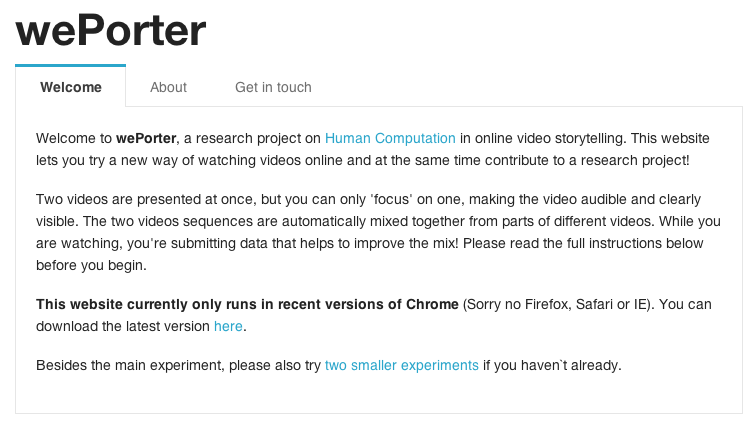 wePorter
Welcome About Get in touch
Welcome to wePorter, a research project on Human Computation in online video storytelling. This website
lets you try a new way of watching videos online and at the same time contribute to a research project!
Two videos are presented at once, but you can only 'focus' on one, making the video audible and clearly
visible. The two videos sequences are automatically mixed together from parts of different videos. While you
are watching, you're submitting data that helps to improve the mix! Please read the full instructions below
before you begin.
This website currently only runs in recent versions of Chrome (Sorry no Firefox, Safari or IE). You can
download the latest version here.
Besides the main experiment, please also try two smaller experiments if you haven`t already.